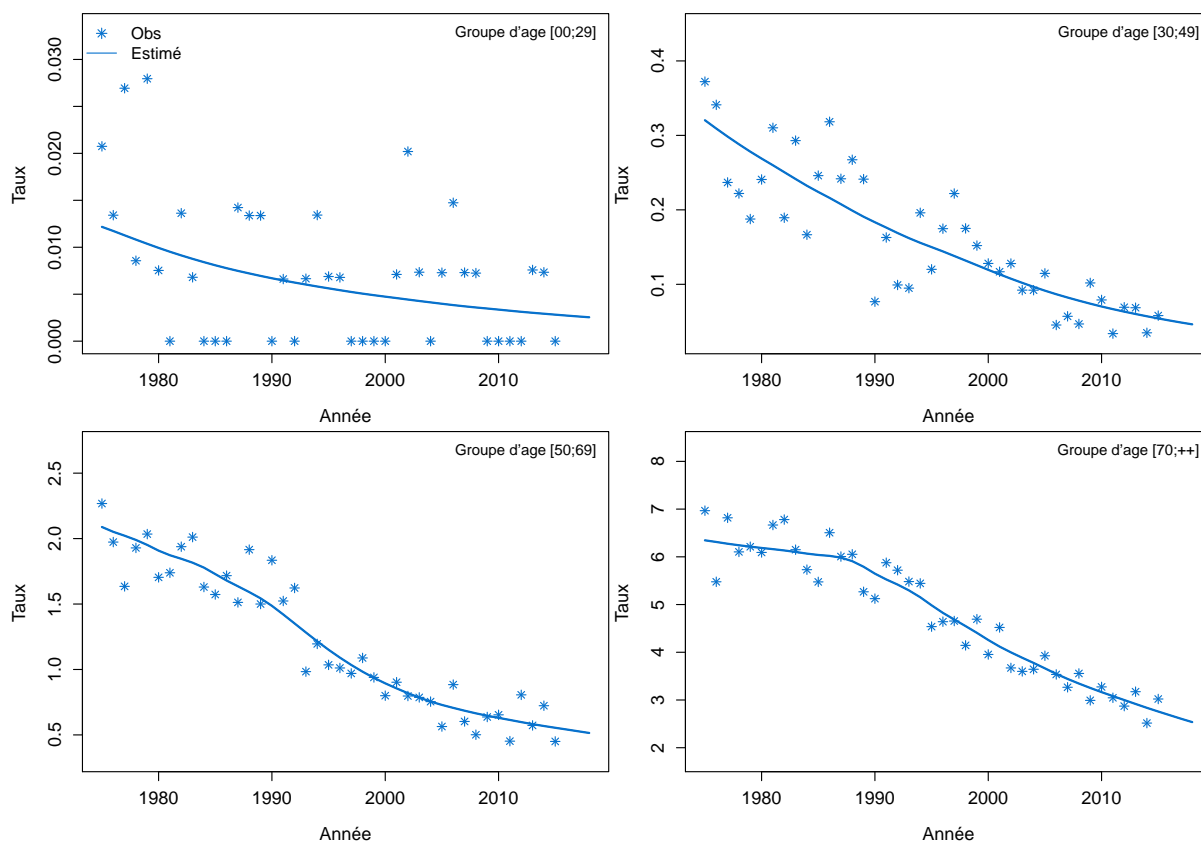 Groupe d'age [00;29]
Obs
Estimé
Taux
0.000
0.010
0.020
0.030
1980
1990
2000
2010
Année
Groupe d'age [30;49]
Taux
0.1
0.2
0.3
0.4
1980
1990
2000
2010
Année
Groupe d'age [50;69]
Taux
0.5
1.0
1.5
2.0
2.5
1980
1990
2000
2010
Année
Groupe d'age [70;++]
Taux
2
3
4
5
6
7
8
1980
1990
2000
2010
Année